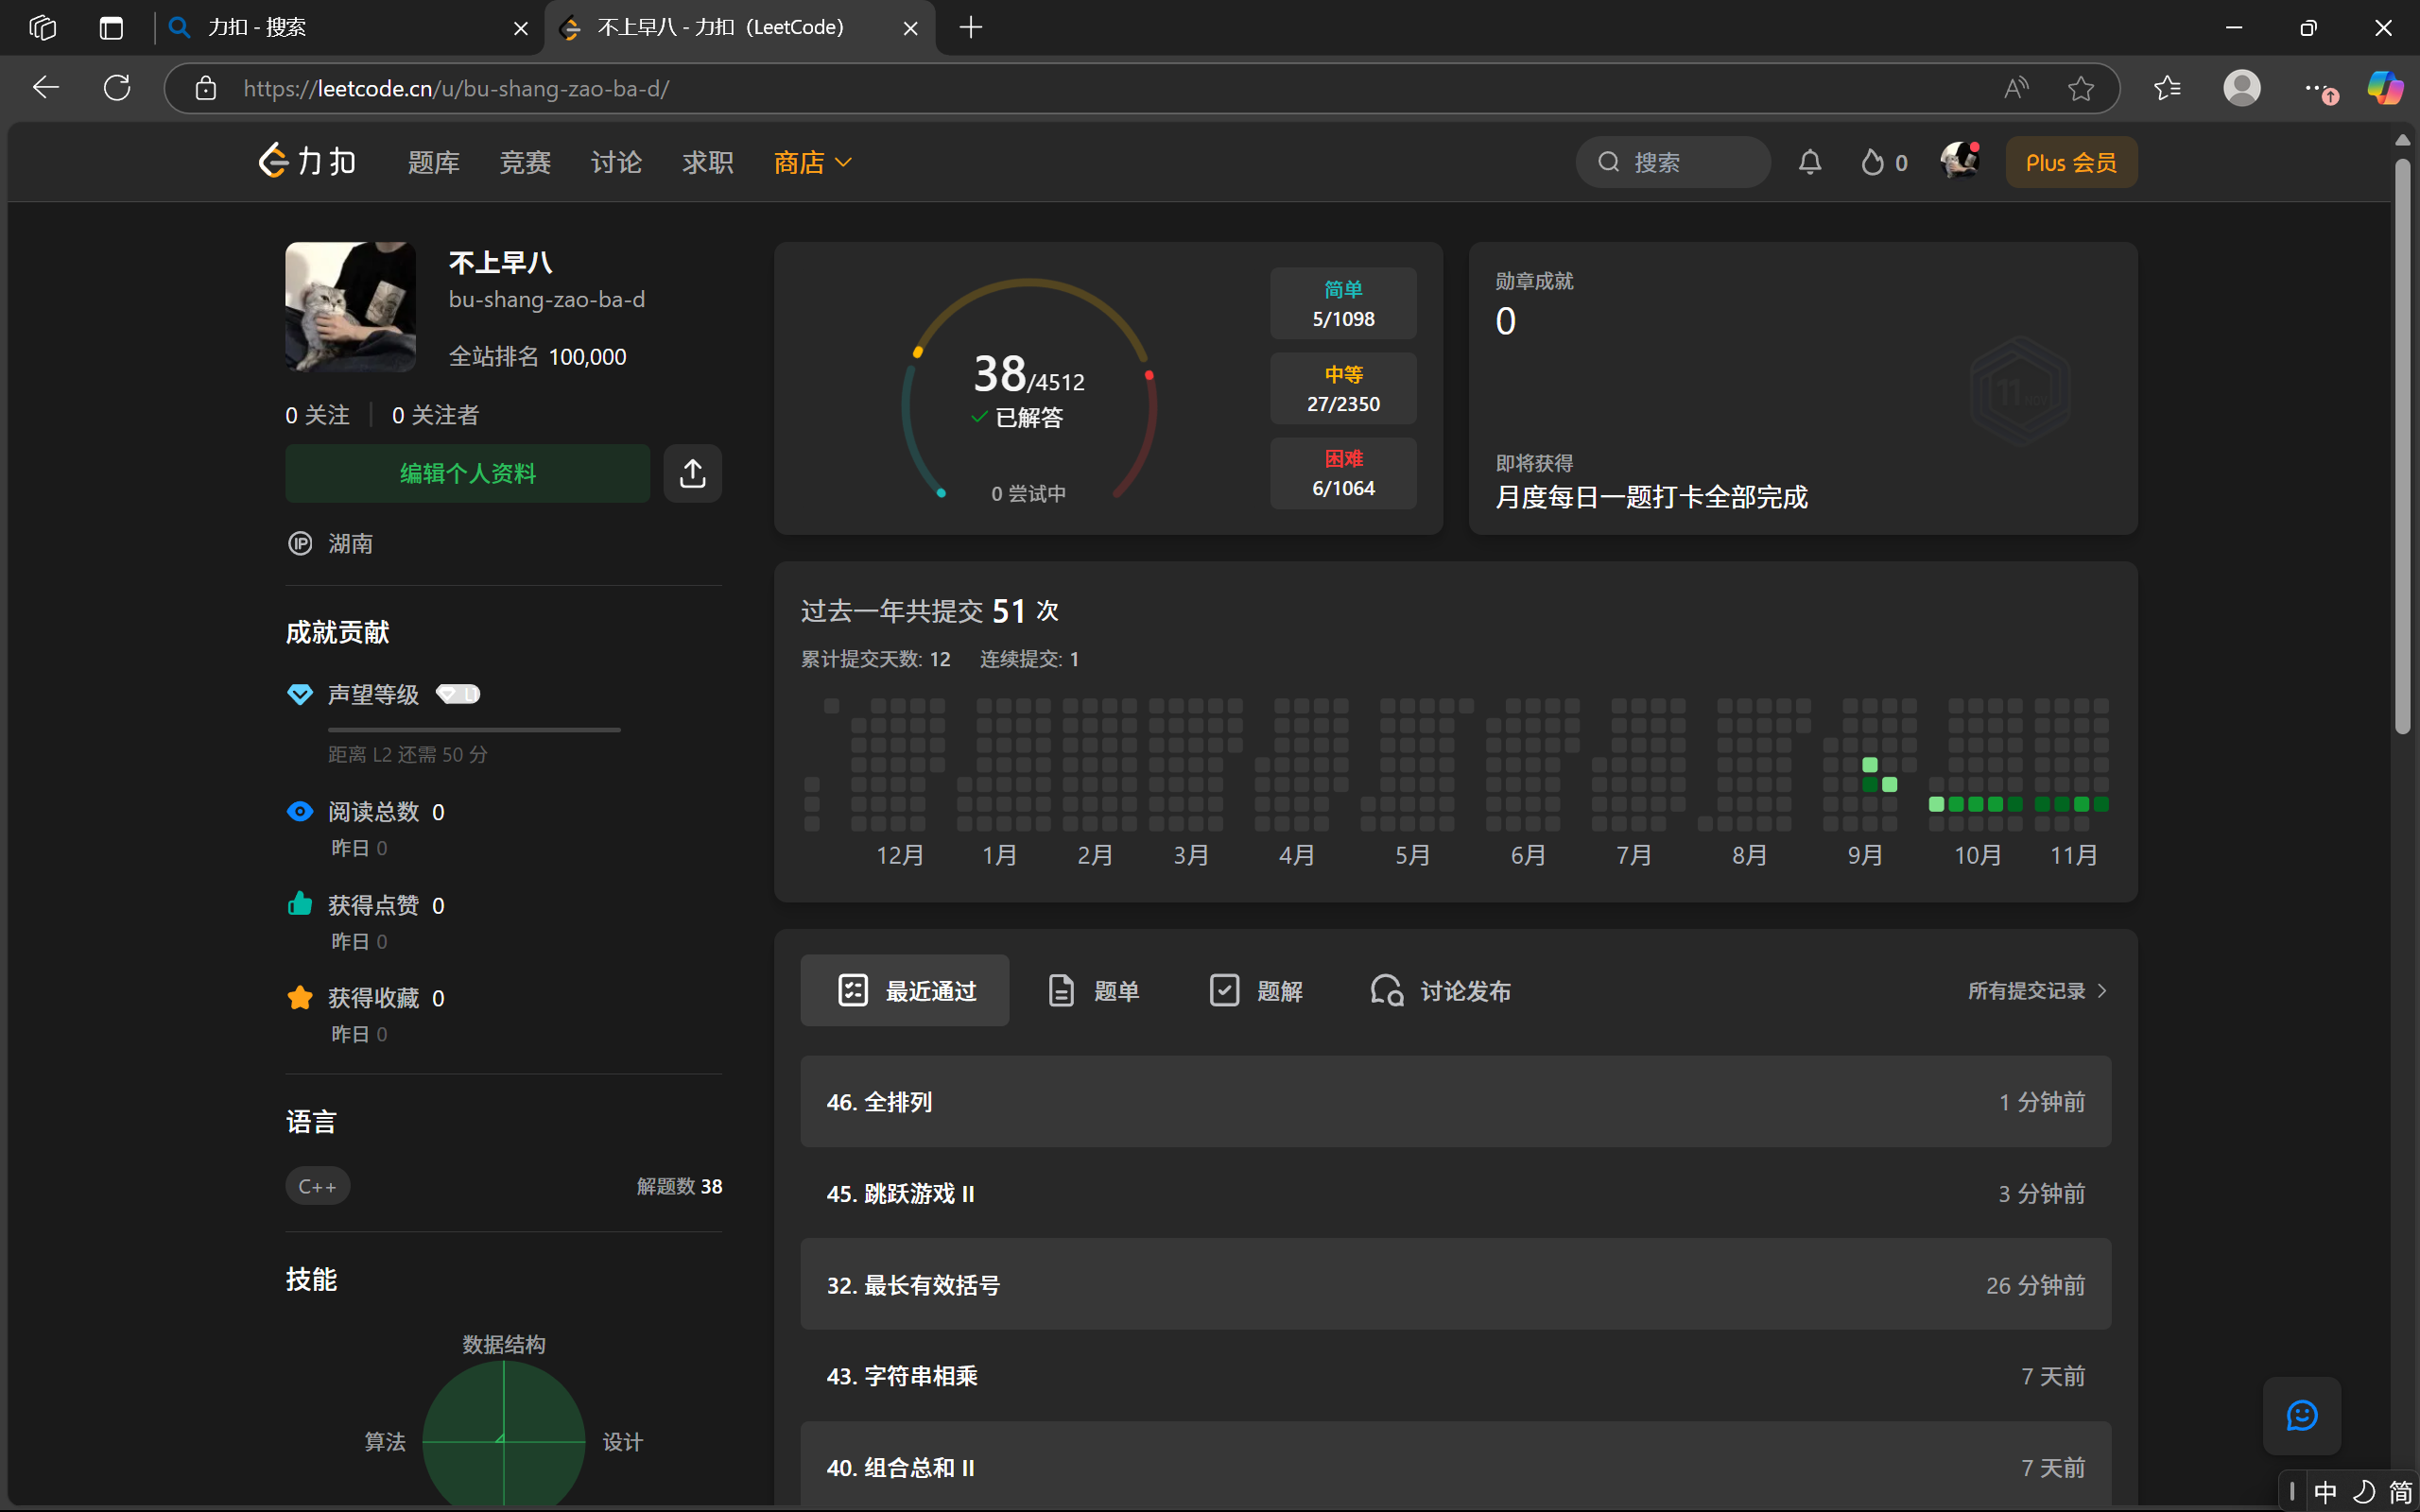 力扣 - 搜索
不上早八 - 力扣（LeetCode）
https://leetcode.cn/u/bu-shang-zao-ba-d/
力扣
题库
竞赛
讨论
求职
商店
搜索
0
Plus 会员
不上早八
bu-shang-zao-ba-d
全站排名 100,000
0 关注
0 关注者
编辑个人资料
湖南
成就贡献
声望等级
距离 L2 还需 50 分
阅读总数 0
昨日 0
获得点赞 0
昨日 0
获得收藏 0
昨日 0
语言
C++
解题数 38
技能
数据结构
算法
设计
38/4512
已解答
0 尝试中
简单
5/1098
中等
27/2350
困难
6/1064
勋章成就
0
11
NOV
即将获得
月度每日一题打卡全部完成
过去一年共提交 51 次
累计提交天数: 12 连续提交: 1
12月 1月 2月 3月 4月 5月 6月 7月 8月 9月 10月 11月
最近通过
题单
题解
讨论发布
所有提交记录
46. 全排列 1 分钟前
45. 跳跃游戏 II 3 分钟前
32. 最长有效括号 26 分钟前
43. 字符串相乘 7 天前
40. 组合总和 II 7 天前
中
简